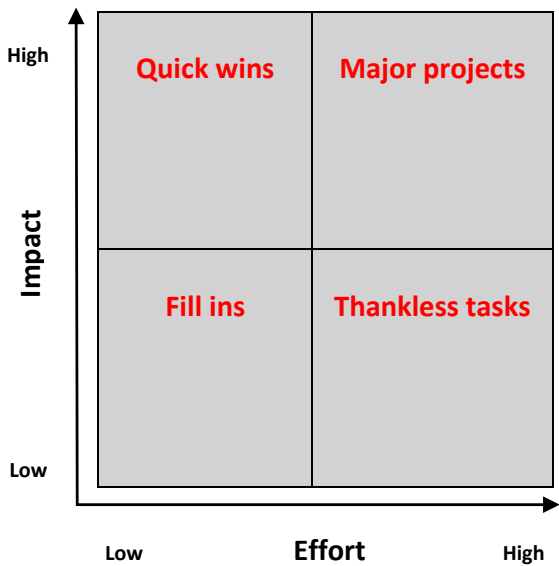 High
Quick wins
Major projects
Impact
Fill ins
Thankless tasks
Low
Low
Effort
High